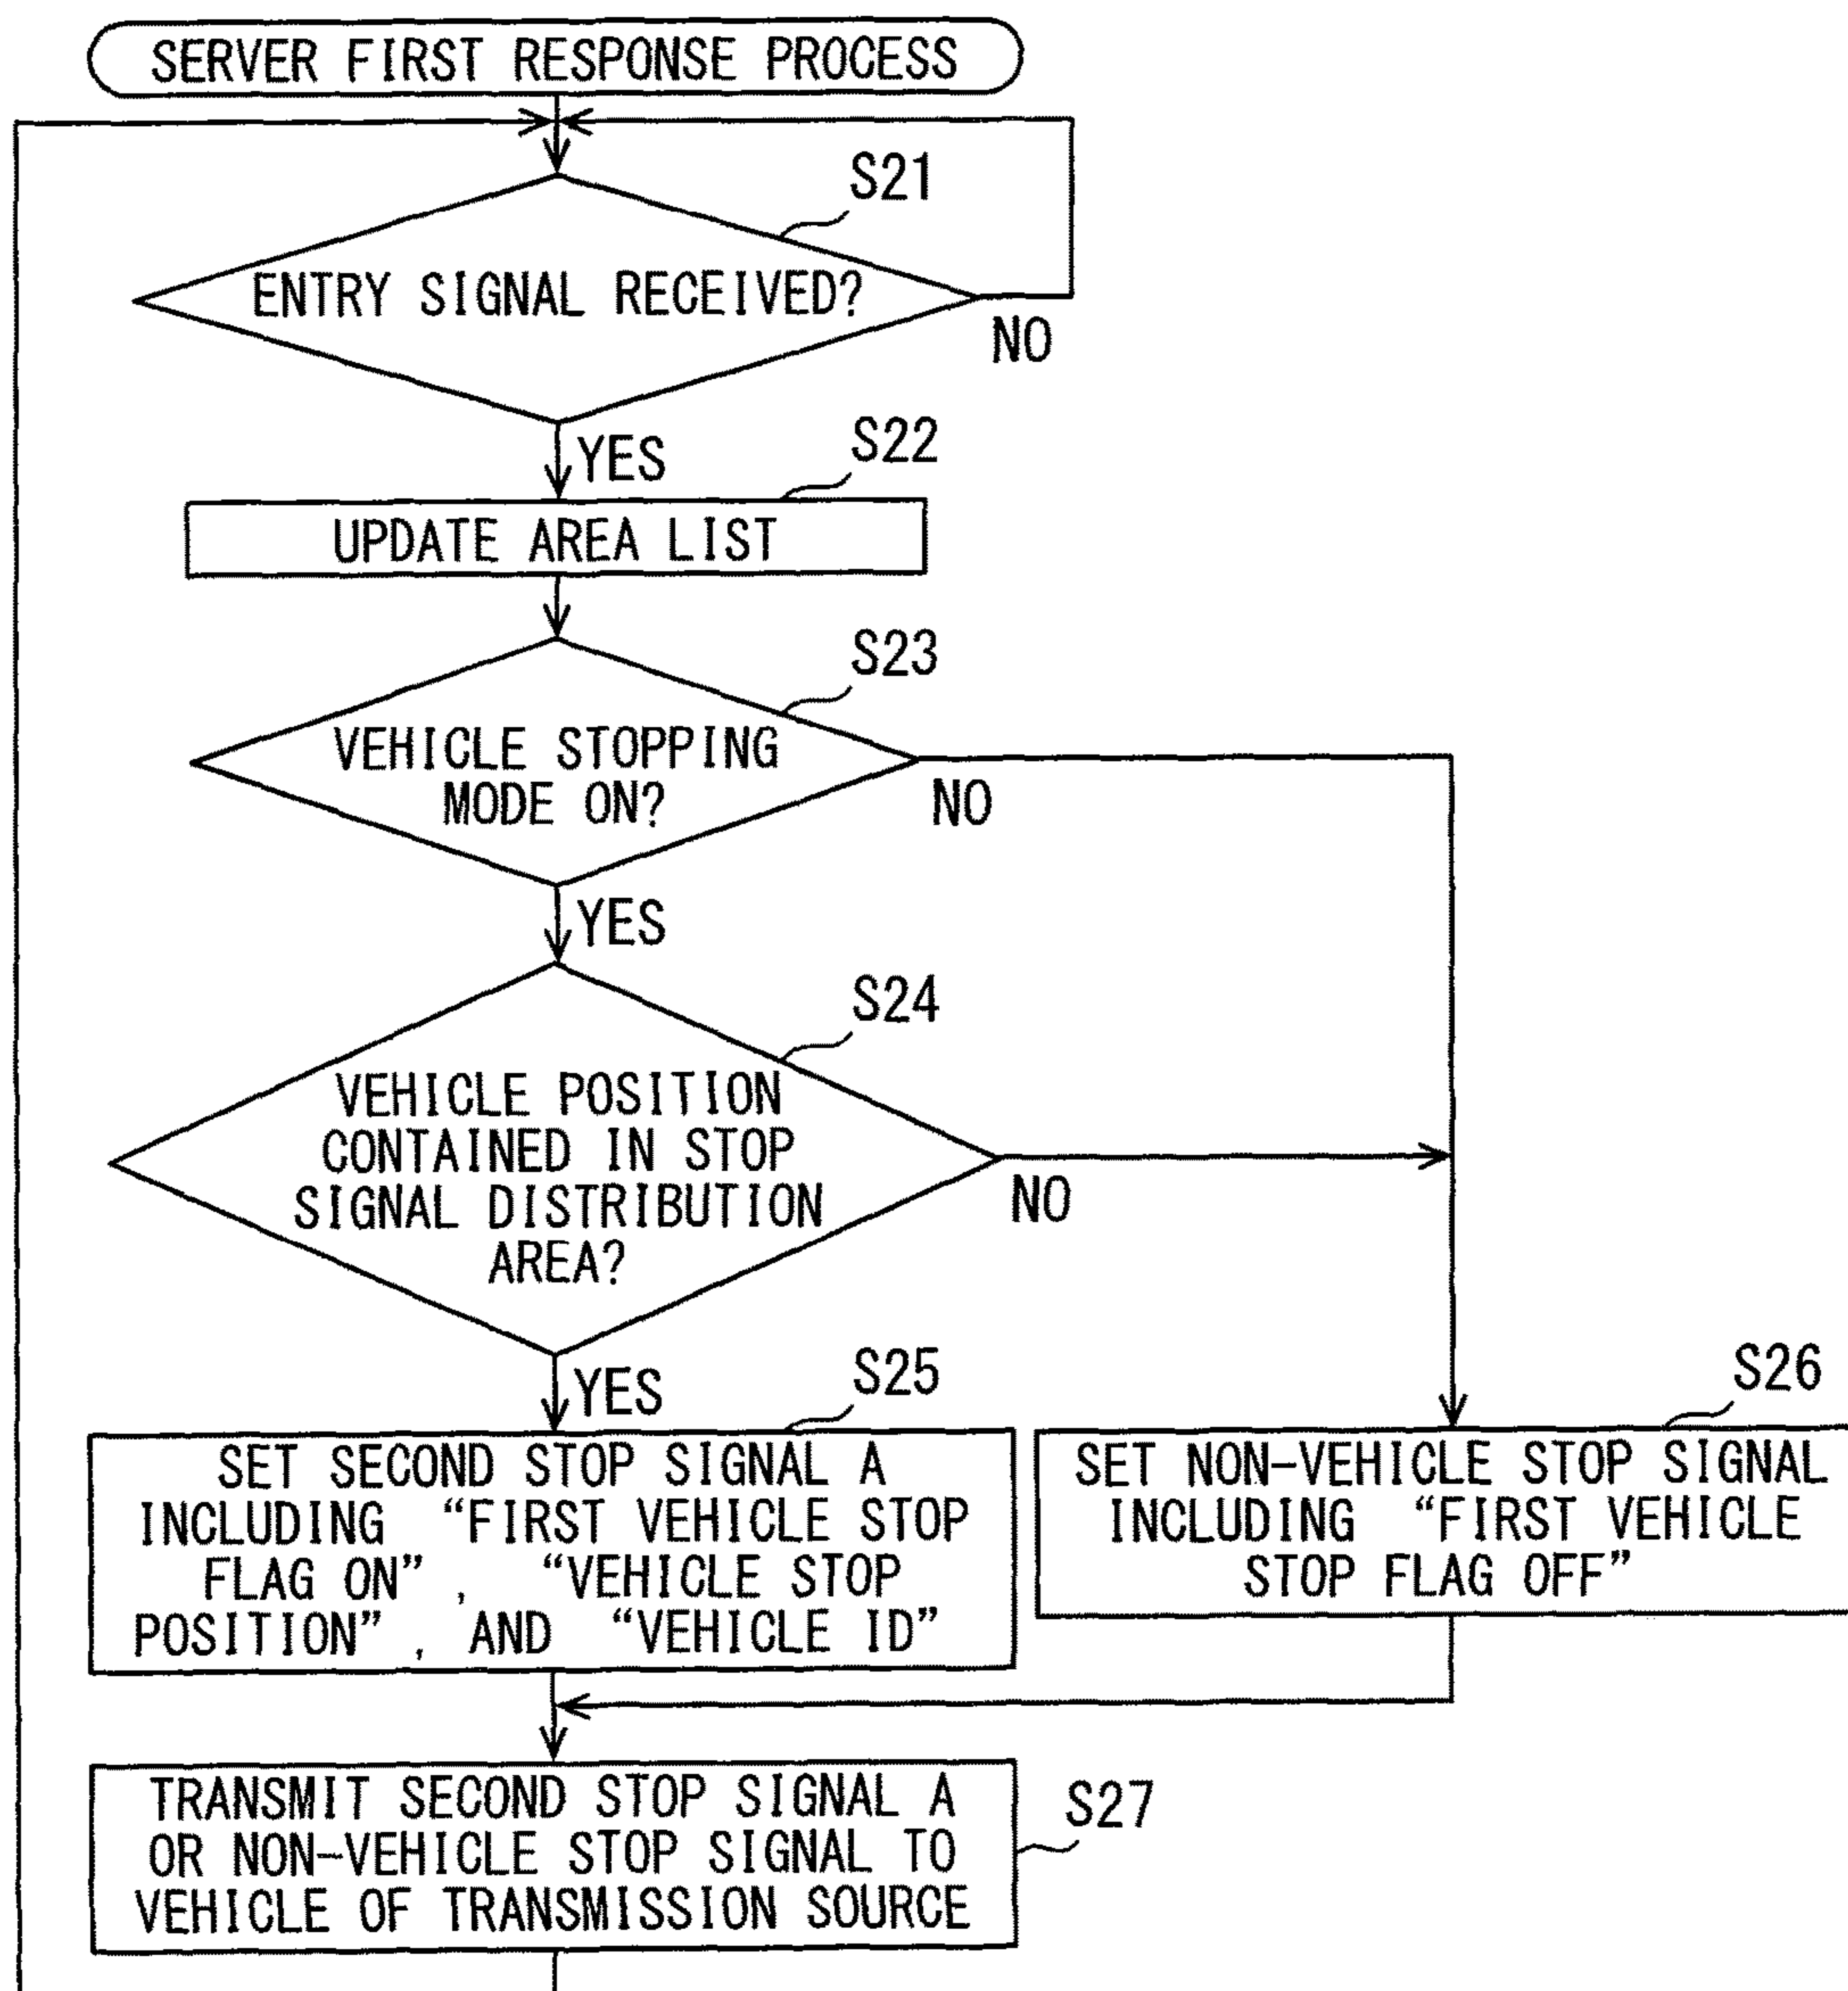 SERVER FIRST RESPONSE PROCESS
S21
ENTRY SIGNAL RECEIVED?
NO
YES
S22
UPDATE AREA LIST
S23
VEHICLE STOPPING
MODE ON?
NO
YES
S24
VEHICLE POSITION
CONTAINED IN STOP
SIGNAL DISTRIBUTION
AREA?
NO
YES
S25
SET SECOND STOP SIGNAL A
INCLUDING “FIRST VEHICLE STOP
FLAG ON”, “VEHICLE STOP
POSITION”, AND “VEHICLE ID”
S26
SET NON-VEHICLE STOP SIGNAL
INCLUDING “FIRST VEHICLE
STOP FLAG OFF”
TRANSMIT SECOND STOP SIGNAL A
OR NON-VEHICLE STOP SIGNAL TO
VEHICLE OF TRANSMISSION SOURCE
S27